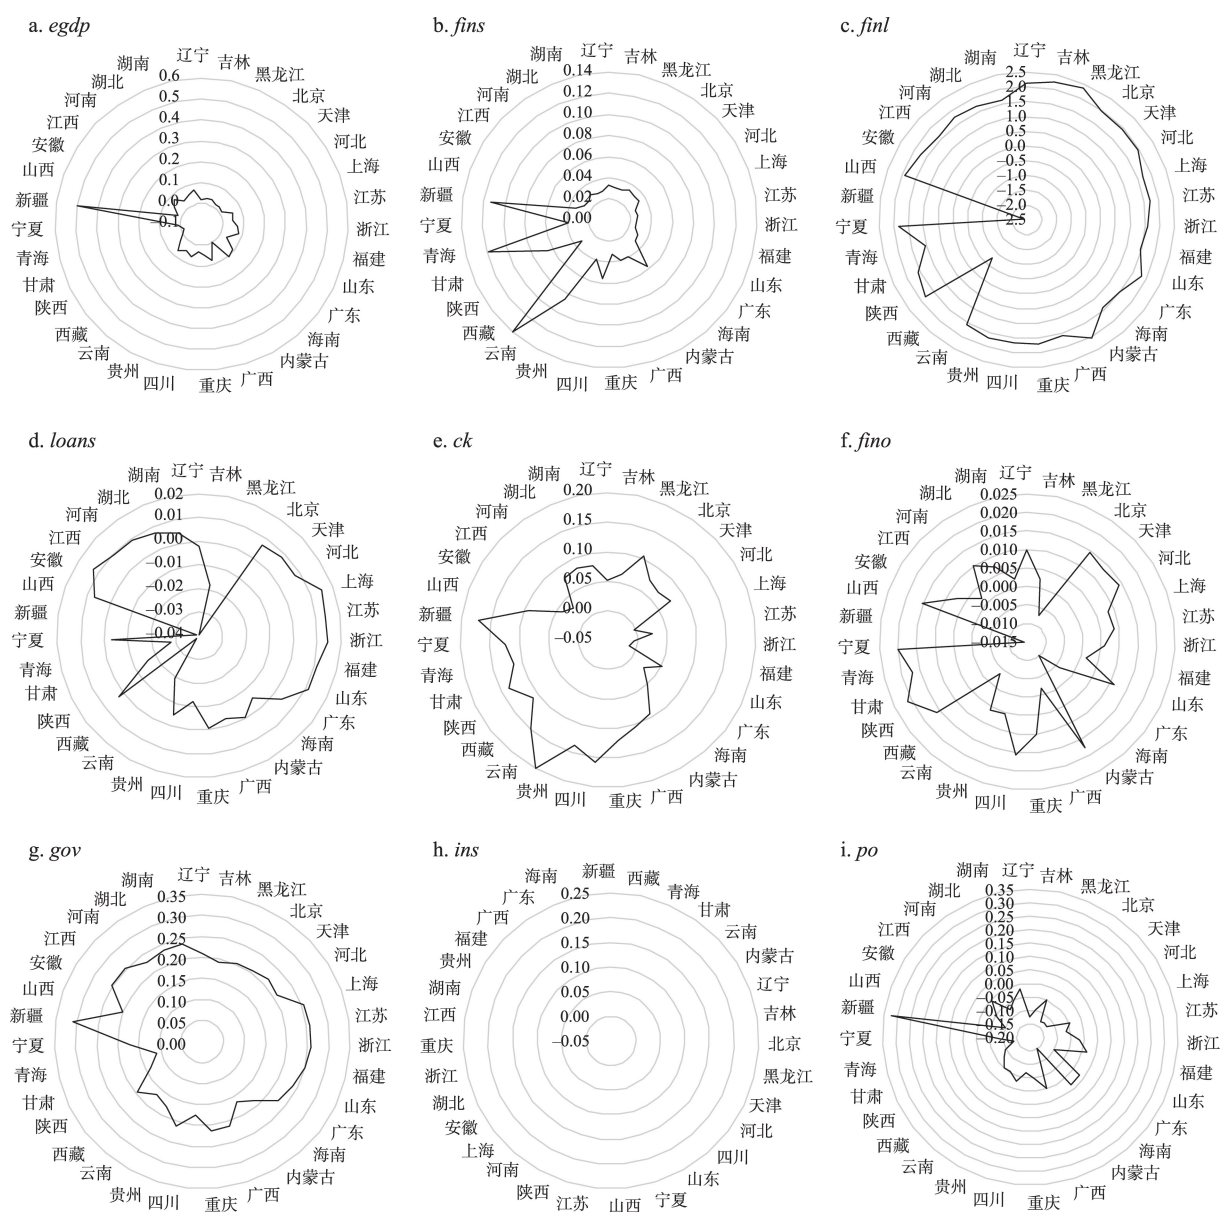 a. egdp
辽宁
吉林
黑龙江
北京
天津
河北
上海
江苏
浙江
福建
山东
广东
海南
内蒙古
广西
重庆
四川
贵州
云南
西藏
陕西
甘肃
青海
宁夏
新疆
山西
安徽
江西
河南
湖北
湖南
0.6
0.5
0.4
0.3
0.2
0.1
0.0
−0.1
b. fins
辽宁
吉林
黑龙江
北京
天津
河北
上海
江苏
浙江
福建
山东
广东
海南
内蒙古
广西
重庆
四川
贵州
云南
西藏
陕西
甘肃
青海
宁夏
新疆
山西
安徽
江西
河南
湖北
湖南
0.14
0.12
0.10
0.08
0.06
0.04
0.02
0.00
c. finl
辽宁
吉林
黑龙江
北京
天津
河北
上海
江苏
浙江
福建
山东
广东
海南
内蒙古
广西
重庆
四川
贵州
云南
西藏
陕西
甘肃
青海
宁夏
新疆
山西
安徽
江西
河南
湖北
湖南
2.5
2.0
1.5
1.0
0.5
0.0
−0.5
−1.0
−1.5
−2.0
2.5
d. loans
辽宁
吉林
黑龙江
北京
天津
河北
上海
江苏
浙江
福建
山东
广东
海南
内蒙古
广西
重庆
四川
贵州
云南
西藏
陕西
甘肃
青海
宁夏
新疆
山西
安徽
江西
河南
湖北
湖南
0.02
0.01
0.00
−0.01
−0.02
−0.03
−0.04
e. ck
辽宁
吉林
黑龙江
北京
天津
河北
上海
江苏
浙江
福建
山东
广东
海南
内蒙古
广西
重庆
四川
贵州
云南
西藏
陕西
甘肃
青海
宁夏
新疆
山西
安徽
江西
河南
湖北
湖南
0.20
0.15
0.10
0.05
0.00
−0.05
f. fino
辽宁
吉林
黑龙江
北京
天津
河北
上海
江苏
浙江
福建
山东
广东
海南
内蒙古
广西
重庆
四川
贵州
云南
西藏
陕西
甘肃
青海
宁夏
新疆
山西
安徽
江西
河南
湖北
湖南
0.025
0.020
0.015
0.010
0.005
0.000
−0.005
−0.010
−0.015
g. gov
辽宁
吉林
黑龙江
北京
天津
河北
上海
江苏
浙江
福建
山东
广东
海南
内蒙古
广西
重庆
四川
贵州
云南
西藏
陕西
甘肃
青海
宁夏
新疆
山西
安徽
江西
河南
湖北
湖南
0.35
0.30
0.25
0.20
0.15
0.10
0.05
0.00
h. ins
新疆
西藏
青海
甘肃
云南
内蒙古
辽宁
吉林
北京
黑龙江
天津
河北
四川
山东
宁夏
山西
江苏
陕西
河南
上海
安徽
湖北
浙江
重庆
江西
湖南
贵州
福建
广西
广东
海南
0.25
0.20
0.15
0.10
0.05
0.00
−0.05
i. po
辽宁
吉林
黑龙江
北京
天津
河北
上海
江苏
浙江
福建
山东
广东
海南
内蒙古
广西
重庆
四川
贵州
云南
西藏
陕西
甘肃
青海
宁夏
新疆
山西
安徽
江西
河南
湖北
湖南
0.35
0.30
0.25
0.20
0.15
0.10
0.05
0.00
−0.05
−0.10
0.15
−0.20